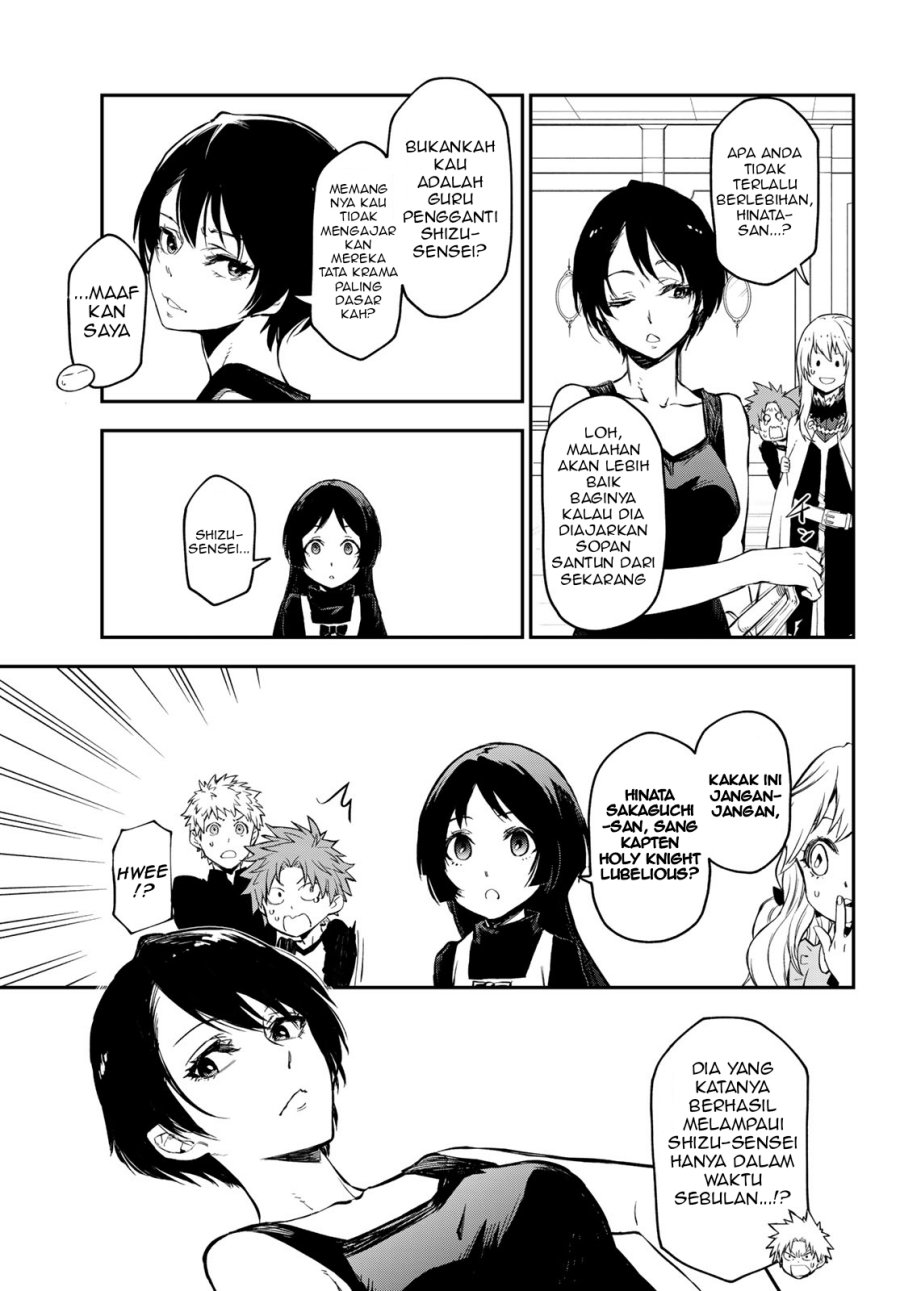 APA ANDA
TIDAK
TERLALU
BERLEBIHAN,
HINATA-
SAN...?
LOH,
MALAHAN
AKAN LEBIH
BAIK
BAGINYA
KALAU DIA
DIAJARKAN
SOPAN
SANTUN DARI
SEKARANG
イッ
BUKANKAH
KAU
ADALAH
GURU
PENGGANTI
SHIZU-
SENSEI?
MEMANG
NYA KAU
TIDAK
MENGAJAR
KAN
MEREKA
TATA KRAMA
PALING
DASAR
KAH?
...MAAF
KAN
SAYA
SHIZU-
SENSEI...
KAKAK INI
JANGAN-
JANGAN,
HINATA
SAKAGUCHI
-SAN, SANG
KAPTEN
HOLY KNIGHT
LUBELIOUS?
HWEE
!?
DIA YANG
KATANYA
BERHASIL
MELAMPAUI
SHIZU-SENSEI
HANYA DALAM
WAKTU
SEBULAN...!?